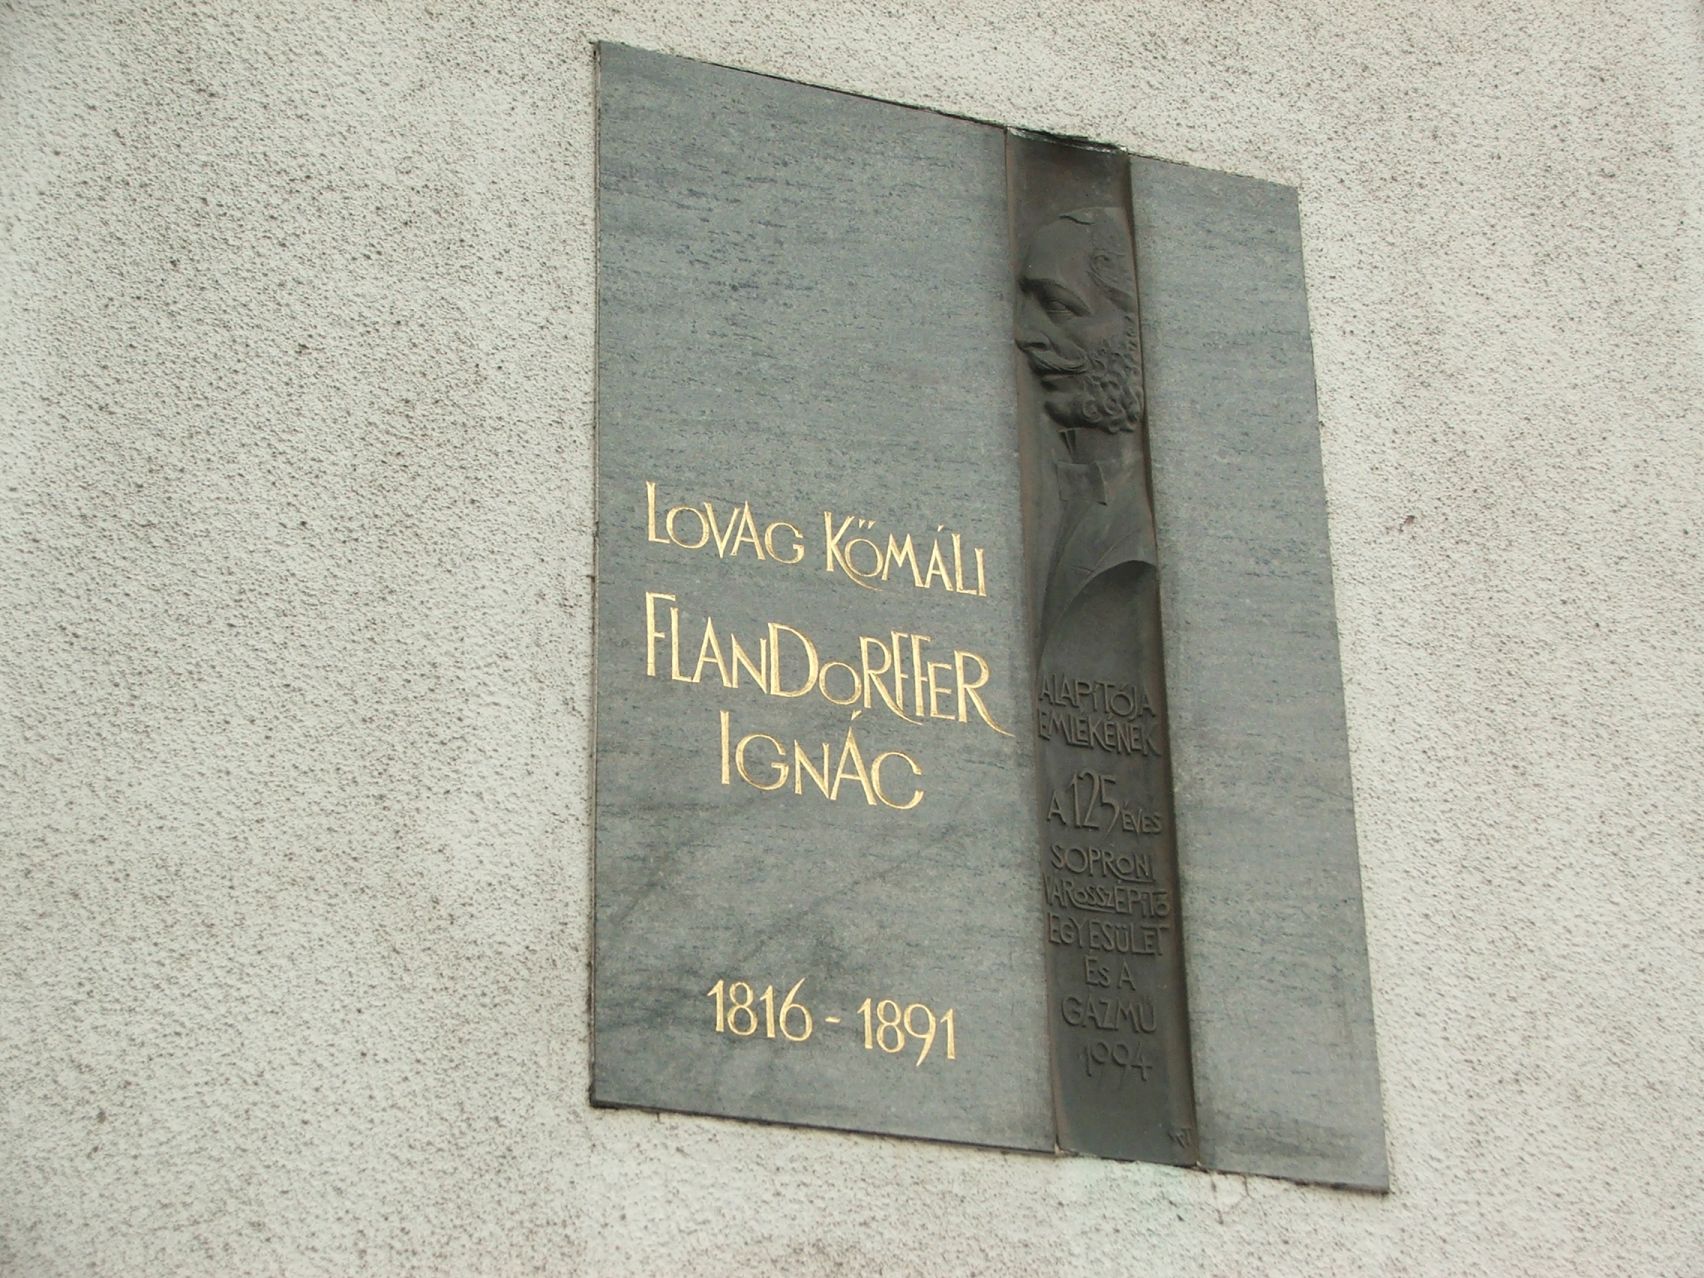 LOVAG KŐMÁLI
FLANDORFFER
IGNÁC
1816 - 1891
ALAPÍTÓJA
EMLÉKÉNEK
A 125 ÉVES
SOPRONI
VÁROSSZÉPÍTŐ
EGYESÜLET
ÉS A
GÁZMŰ
1994